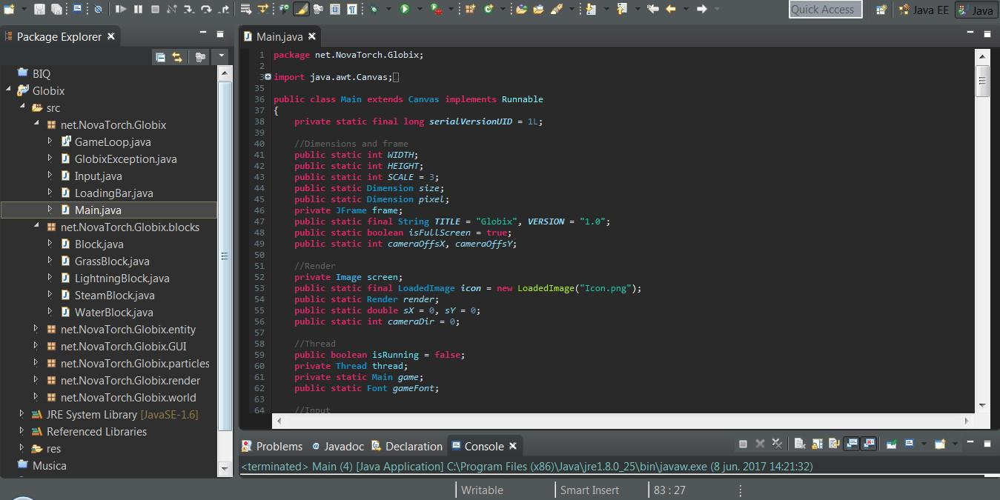 Quick Access
Java EE
Java
Package Explorer
BIQ
Globix
src
net.NovaTorch.Globix
GameLoop.java
GlobixException.java
Input.java
LoadingBar.java
Main.java
net.NovaTorch.Globix.blocks
Block.java
GrassBlock.java
LightningBlock.java
SteamBlock.java
WaterBlock.java
net.NovaTorch.Globix.entity
net.NovaTorch.Globix.GUI
net.NovaTorch.Globix.particles
net.NovaTorch.Globix.render
net.NovaTorch.Globix.world
JRE System Library [JavaSE-1.6]
Referenced Libraries
res
Musica
Main.java
1 package net.NovaTorch.Globix;
2
3 import java.awt.Canvas;
35
36 public class Main extends Canvas implements Runnable
37 {
38 private static final long serialVersionUID = 1L;
39
40 //Dimensions and frame
41 public static int WIDTH;
42 public static int HEIGHT;
43 public static int SCALE = 3;
44 public static Dimension size;
45 public static Dimension pixel;
46 private JFrame frame;
47 public static final String TITLE = "Globix", VERSION = "1.0";
48 public static boolean isFullScreen = true;
49 public static int cameraOffsX, cameraOffsY;
50
51 //Render
52 private Image screen;
53 public static final LoadedImage icon = new LoadedImage("Icon.png");
54 public static Render render;
55 public static double sX = 0, sY = 0;
56 public static int cameraDir = 0;
57
58 //Thread
59 public boolean isRunning = false;
60 private Thread thread;
61 private static Main game;
62 public static Font gameFont;
63
64 //Input
Problems
Javadoc
Declaration
Console
<terminated> Main (4) [Java Application] C:\Program Files (x86)\Java\jre1.8.0_25\bin\javaw.exe (8 jun. 2017 14:21:32)
Writable
Smart Insert
83 : 27